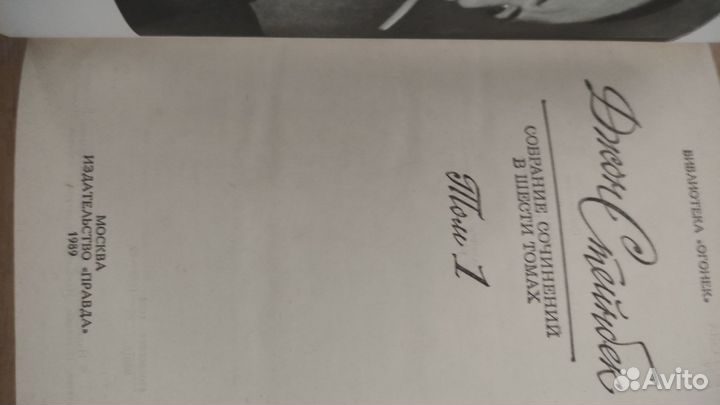 БИБЛИОТЕКА «ОГОНЕК»
Джон Стейнбек
СОБРАНИЕ СОЧИНЕНИЙ
В ШЕСТИ ТОМАХ
Том 1
МОСКВА
ИЗДАТЕЛЬСТВО «ПРАВДА»
1989
Avito